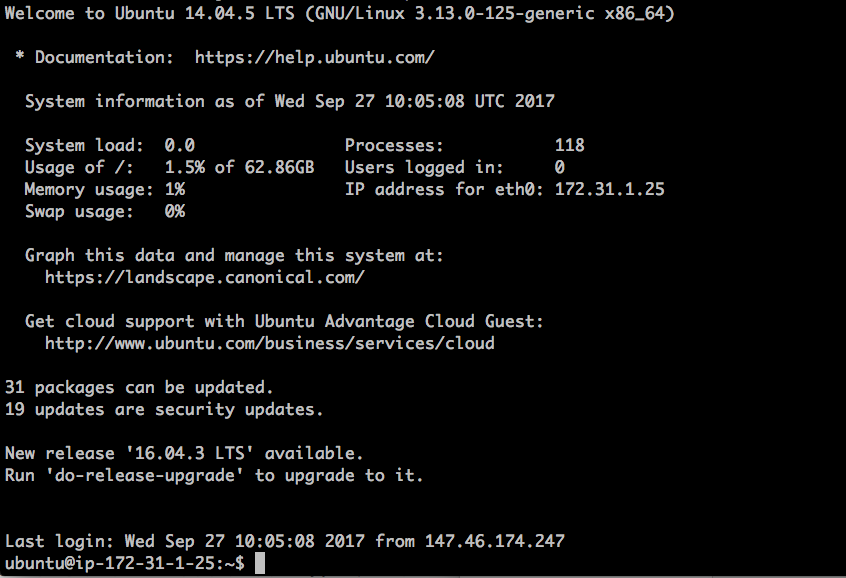 Welcome to Ubuntu 14.04.5 LTS (GNU/Linux 3.13.0-125-generic x86_64)
* Documentation:  https://help.ubuntu.com/
System information as of Wed Sep 27 10:05:08 UTC 2017
System load:  0.0               Processes:           118
Usage of /:   1.5% of 62.86GB   Users logged in:     0
Memory usage: 1%                IP address for eth0: 172.31.1.25
Swap usage:   0%
Graph this data and manage this system at:
https://landscape.canonical.com/
Get cloud support with Ubuntu Advantage Cloud Guest:
http://www.ubuntu.com/business/services/cloud
31 packages can be updated.
19 updates are security updates.
New release '16.04.3 LTS' available.
Run 'do-release-upgrade' to upgrade to it.
Last login: Wed Sep 27 10:05:08 2017 from 147.46.174.247
ubuntu@ip-172-31-1-25:~$